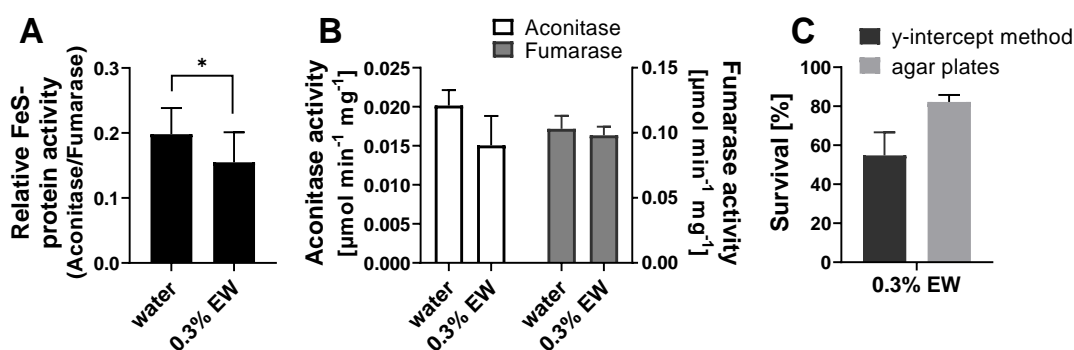 A
Relative FeS-
protein activity
(Aconitase/Fumarase)
0.3
0.2
0.1
0.0
*
water
0.3% EW
B
Aconitase
Fumarase
Aconitase activity
[µmol min⁻¹ mg⁻¹]
0.025
0.020
0.015
0.010
0.005
0.000
0.15
0.10
0.05
0.00
Fumarase activity
[µmol min⁻¹ mg⁻¹]
water
0.3% EW
water
0.3% EW
C
y-intercept method
agar plates
Survival [%]
100
80
60
40
20
0
0.3% EW